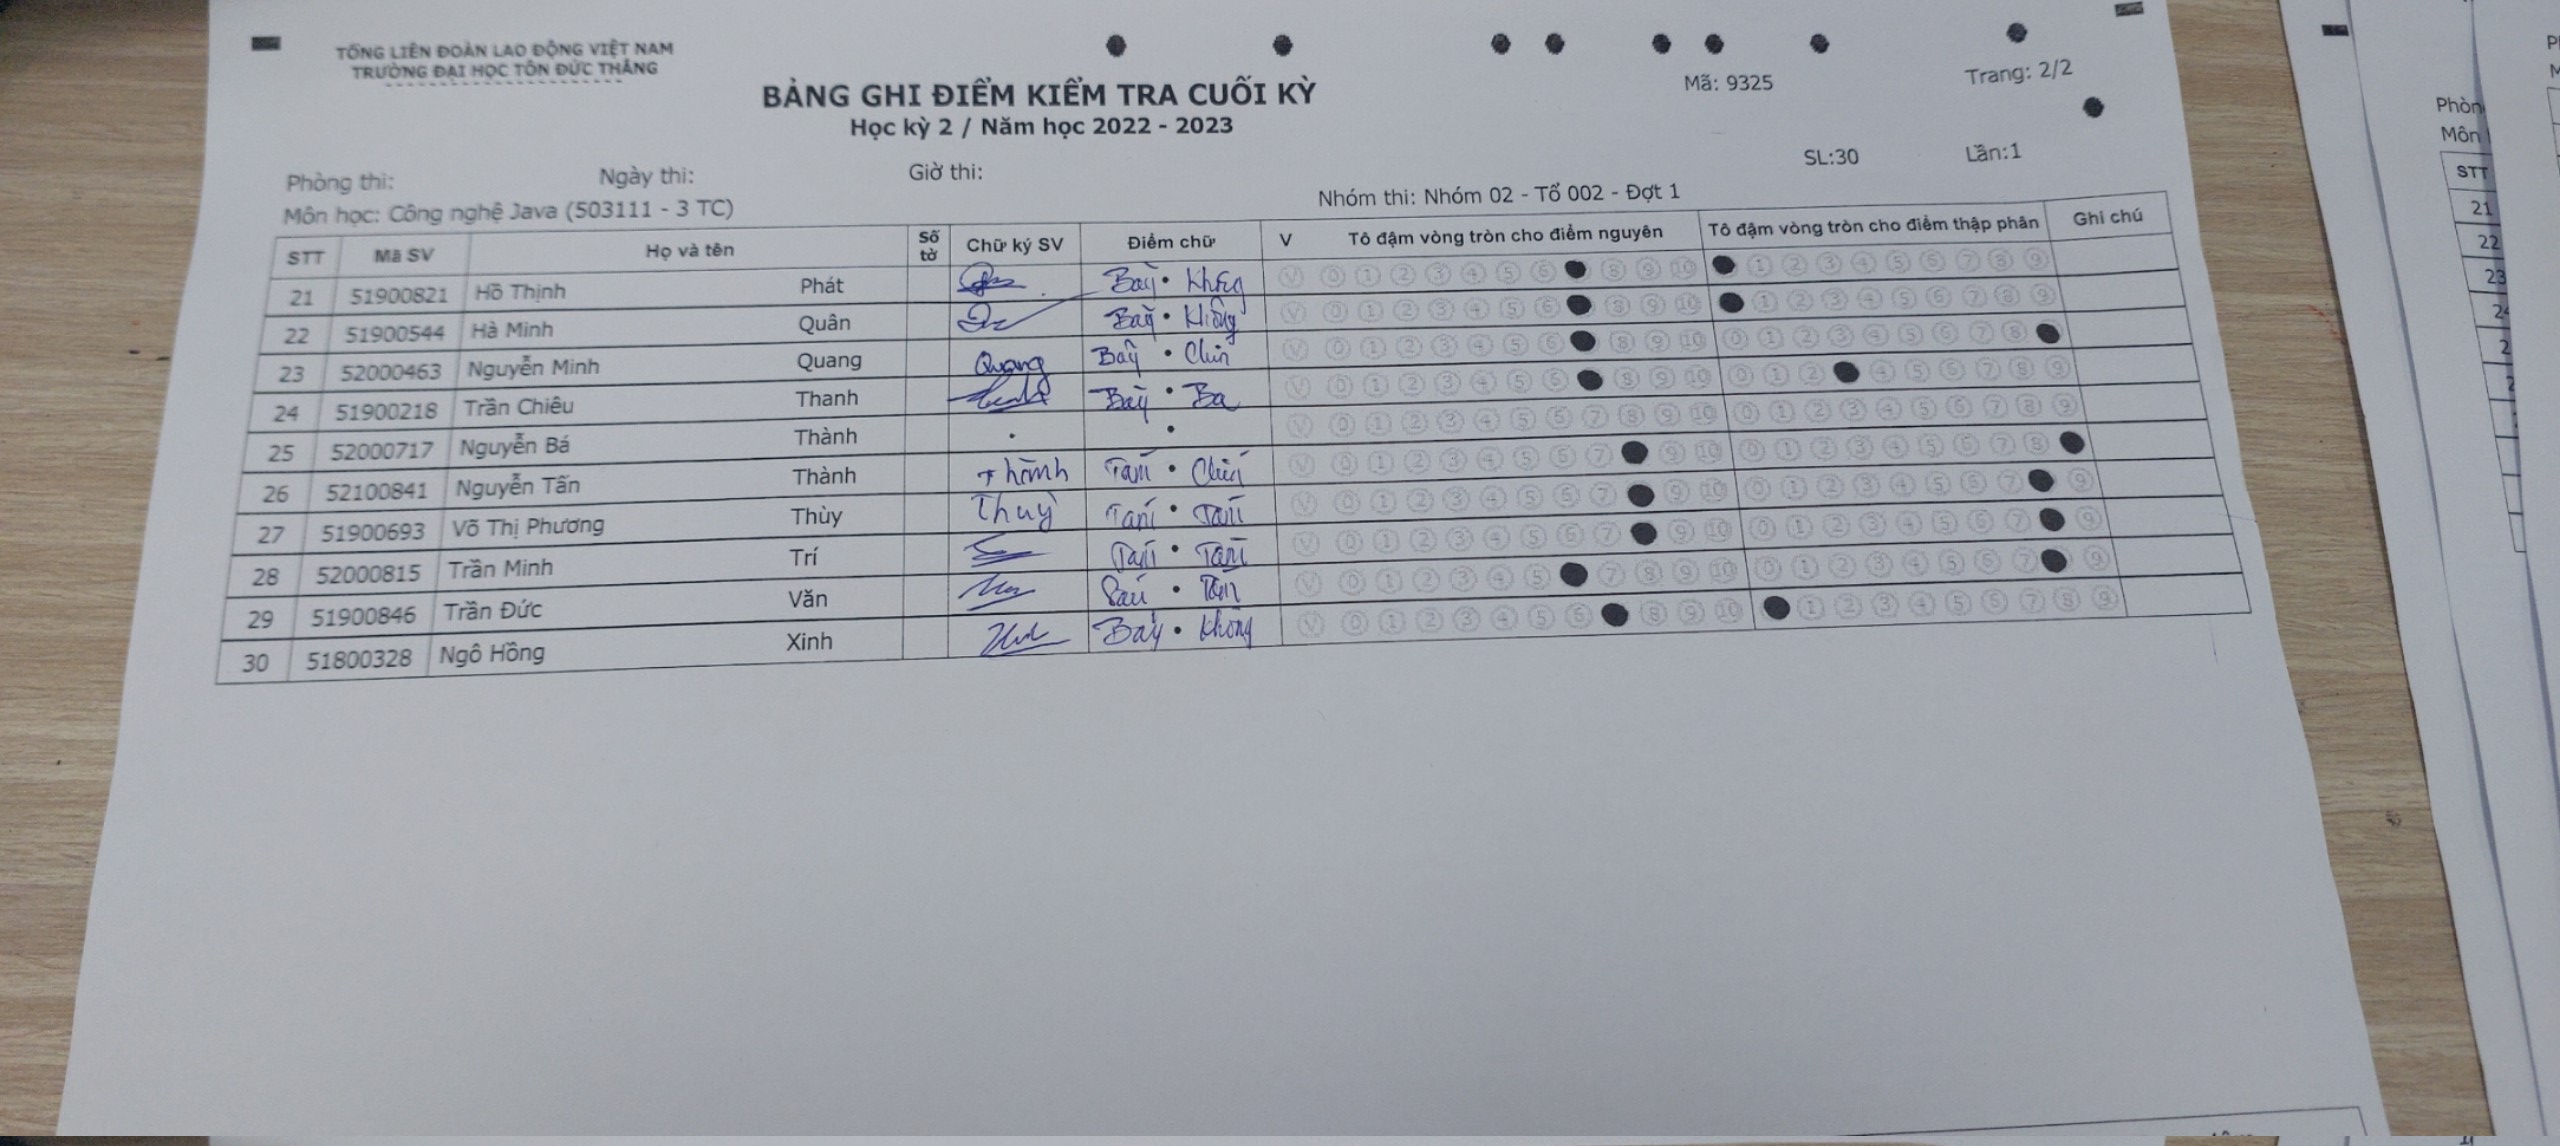 TỔNG LIÊN ĐOÀN LAO ĐỘNG VIỆT NAM
TRƯỜNG ĐẠI HỌC TÔN ĐỨC THẮNG
BẢNG GHI ĐIỂM KIỂM TRA CUỐI KỲ
Học kỳ 2 / Năm học 2022 - 2023
Mã: 9325 Trang: 2/2
SL:30 Lần:1
Phòng thi: Ngày thi: Giờ thi:
Môn học: Công nghệ Java (503111 - 3 TC) Nhóm thi: Nhóm 02 - Tổ 002 - Đợt 1
STT Mã SV Họ và tên Số tờ Chữ ký SV Điểm chữ V Tô đậm vòng tròn cho điểm nguyên Tô đậm vòng tròn cho điểm thập phân Ghi chú
21 51900821 Hồ Thịnh Phát Bảy . Không V 0 1 2 3 4 5 6 8 9 10 1 2 3 4 5 6 7 8 9
22 51900544 Hà Minh Quân Bảy . Không V 0 1 2 3 4 5 6 8 9 10 1 2 3 4 5 6 7 8 9
23 52000463 Nguyễn Minh Quang Quang Bảy . Chín V 0 1 2 3 4 5 6 8 9 10 0 1 2 3 4 5 6 7 8
24 51900218 Trần Chiêu Thanh Bảy . Ba V 0 1 2 3 4 5 6 8 9 10 0 1 2 4 5 6 7 8 9
25 52000717 Nguyễn Bá Thành . . V 0 1 2 3 4 5 6 7 8 9 10 0 1 2 3 4 5 6 7 8 9
26 52100841 Nguyễn Tấn Thành Thành Tám . Chín V 0 1 2 3 4 5 6 7 9 10 0 1 2 3 4 5 6 7 8
27 51900693 Võ Thị Phương Thùy Thuỳ Tám . Tám V 0 1 2 3 4 5 6 7 9 10 0 1 2 3 4 5 6 7 9
28 52000815 Trần Minh Trí Tám . Tám V 0 1 2 3 4 5 6 7 9 10 0 1 2 3 4 5 6 7 9
29 51900846 Trần Đức Văn Sáu . Tám V 0 1 2 3 4 5 7 8 9 10 0 1 2 3 4 5 6 7 9
30 51800328 Ngô Hồng Xinh Bảy . Không V 0 1 2 3 4 5 6 8 9 10 1 2 3 4 5 6 7 8 9
Môn
STT
21
22
23